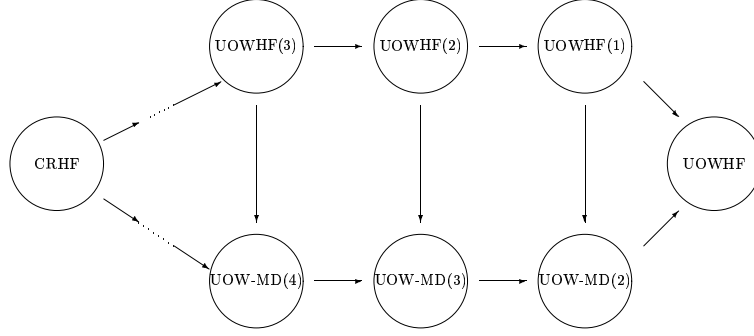 UOWHF(3) UOWHF(2) UOWHF(1)
CRHF UOWHF
UOW-MD(4) UOW-MD(3) UOW-MD(2)